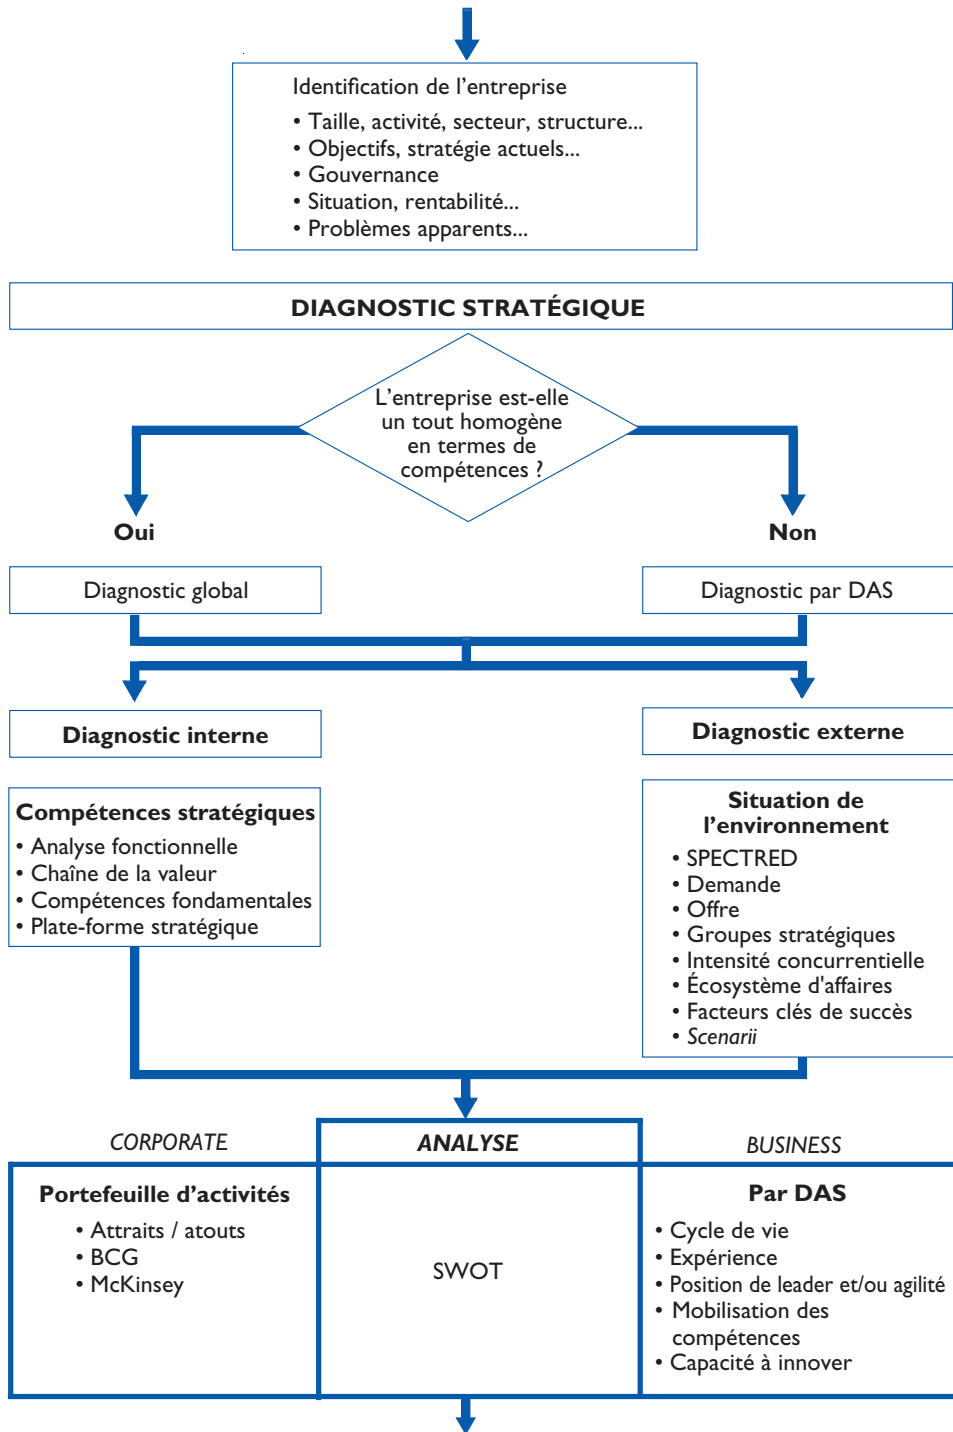 Identification de l'entreprise
• Taille, activité, secteur, structure...
• Objectifs, stratégie actuels...
• Gouvernance
• Situation, rentabilité...
• Problèmes apparents...
DIAGNOSTIC STRATÉGIQUE
L'entreprise est-elle
un tout homogène
en termes de
compétences ?
Oui
Non
Diagnostic global
Diagnostic par DAS
Diagnostic interne
Diagnostic externe
Compétences stratégiques
• Analyse fonctionnelle
• Chaîne de la valeur
• Compétences fondamentales
• Plate-forme stratégique
Situation de
l'environnement
• SPECTRED
• Demande
• Offre
• Groupes stratégiques
• Intensité concurrentielle
• Écosystème d'affaires
• Facteurs clés de succès
• Scenarii
CORPORATE
ANALYSE
BUSINESS
Portefeuille d'activités
• Attraits / atouts
• BCG
• McKinsey
SWOT
Par DAS
• Cycle de vie
• Expérience
• Position de leader et/ou agilité
• Mobilisation des
compétences
• Capacité à innover